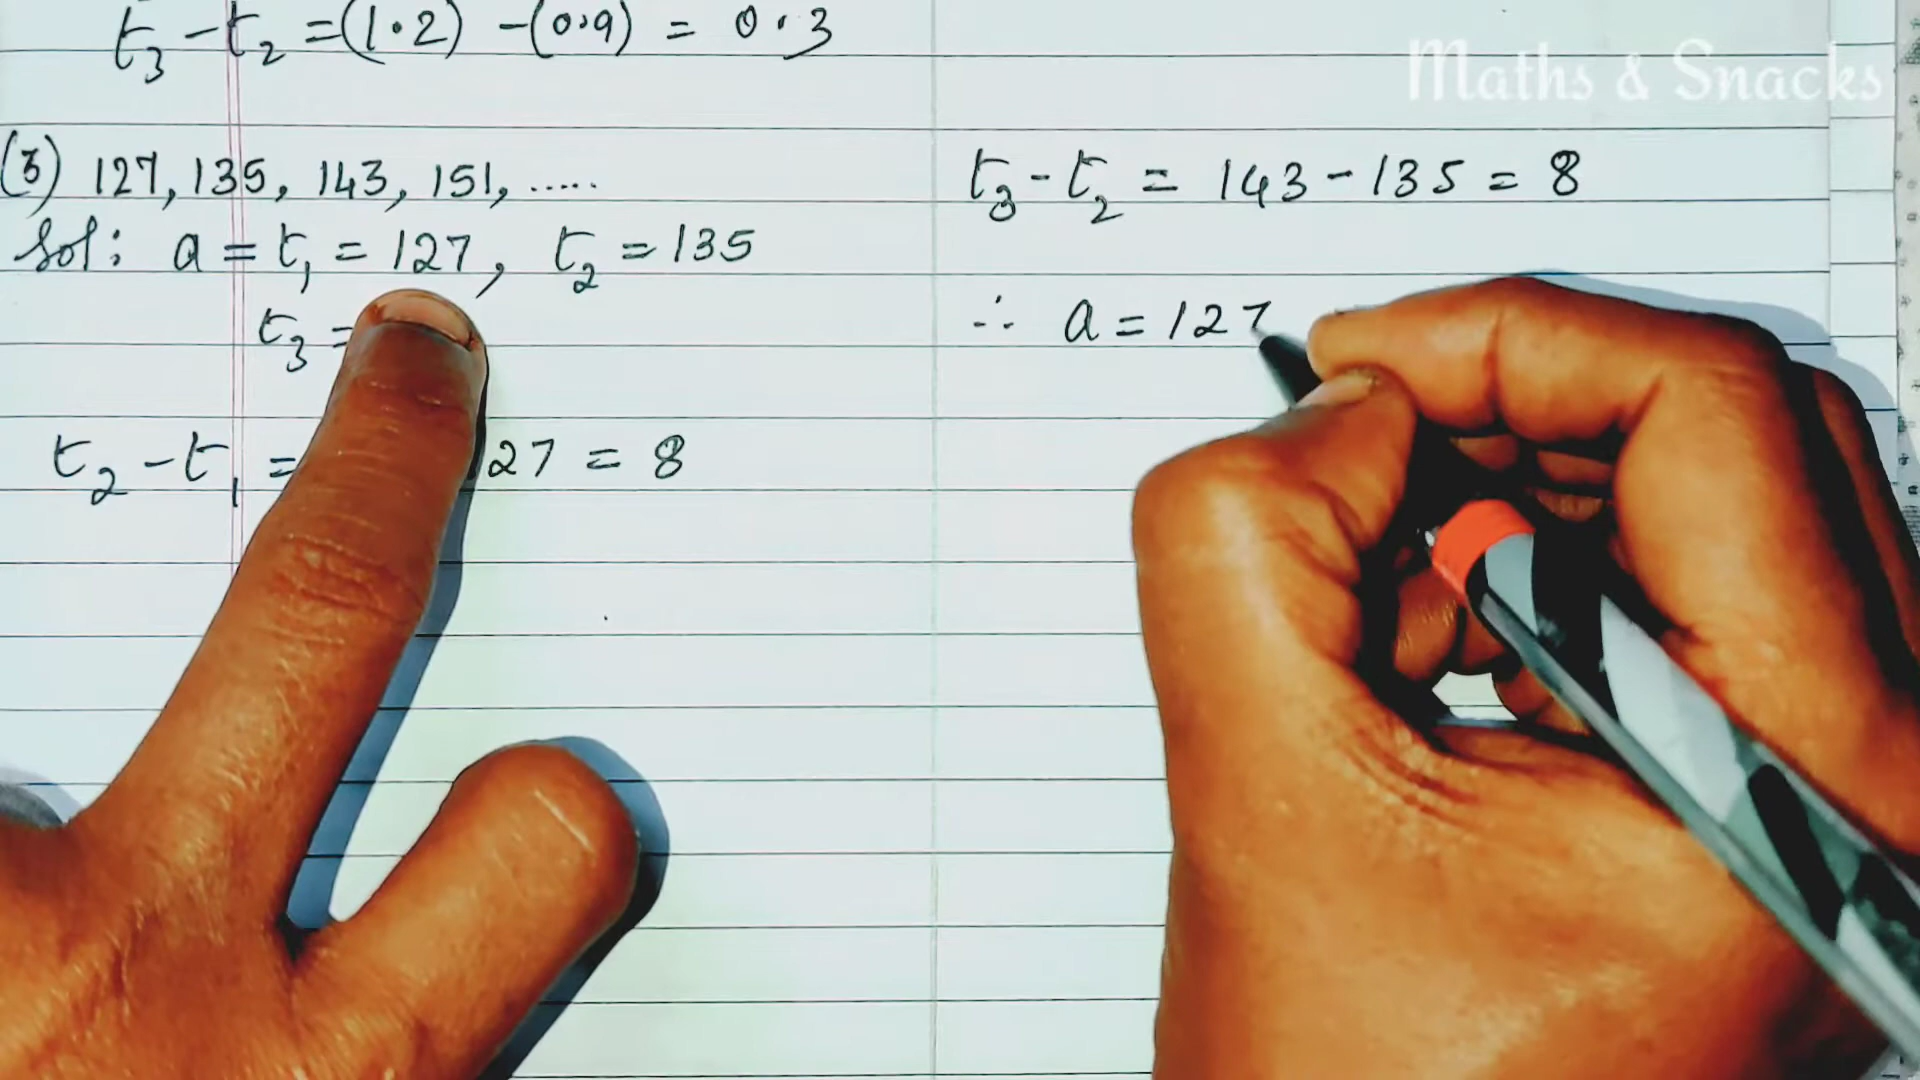 t3 - t2 = (1.2) - (0.9) = 0.3
Maths & Snacks
(3) 127, 135, 143, 151, .....
Sol: a = t1 = 127, t2 = 135
t3 =
t2 - t1 = 27 = 8
t3 - t2 = 143 - 135 = 8
∴ a = 127